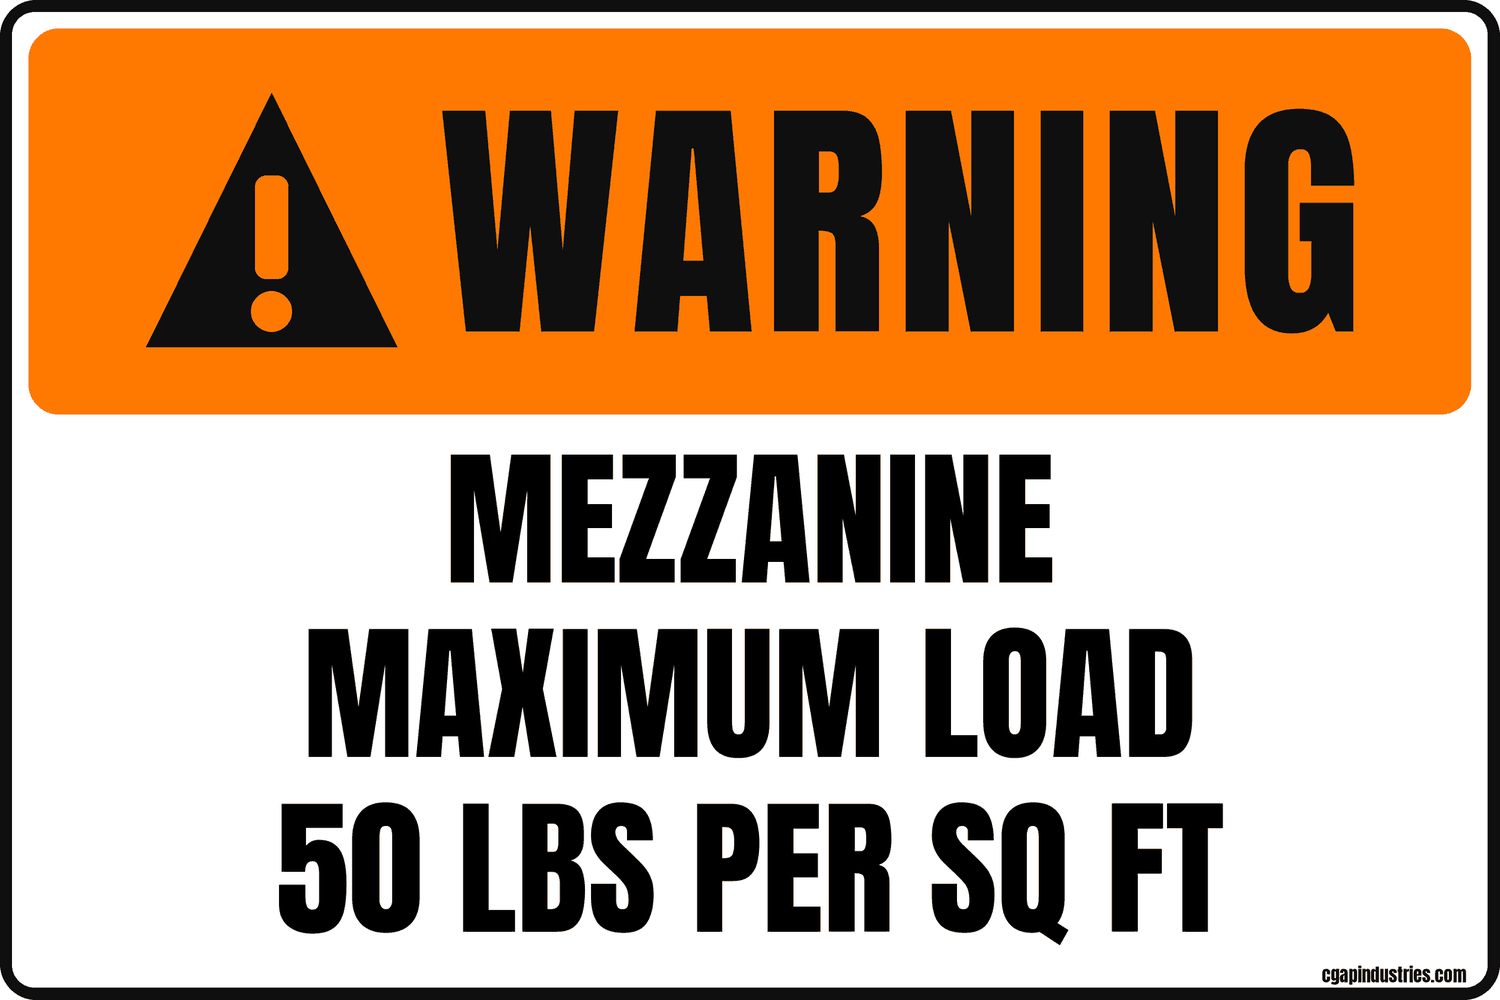 WARNING
MEZZANINE
MAXIMUM LOAD
50 LBS PER SQ FT
cgapindustries.com